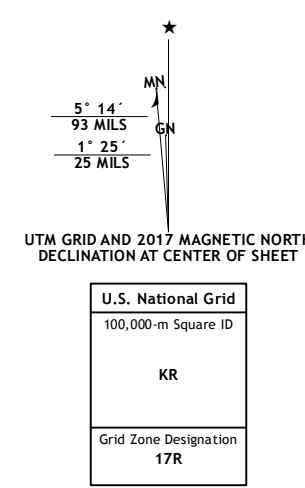 ★
MN
5° 14´
93 MILS
GN
1° 25´
25 MILS
UTM GRID AND 2017 MAGNETIC NORTH
DECLINATION AT CENTER OF SHEET
U.S. National Grid
100,000-m Square ID
KR
Grid Zone Designation
17R